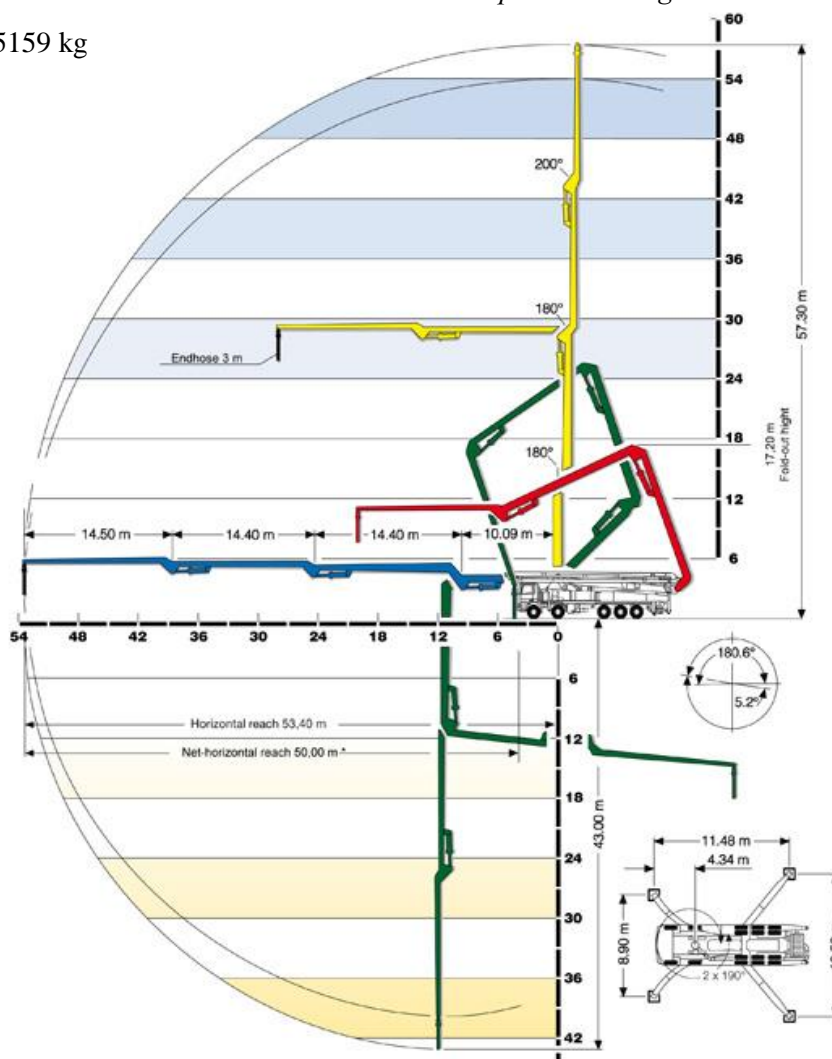 5159 kg
60
54
48
200°
42
36
57.30 m
180°
30
Endhose 3 m
24
18
17,20 m
Fold-out hight
180°
12
14.50 m
14.40 m
14.40 m
10.09 m
6
54 48 42 36 30 24 18 12 6 0
6
180.6°
5.2°
Horizontal reach 53,40 m
12
Net-horizontal reach 50,00 m *
18
43.00 m
11.48 m
4.34 m
24
30
8.90 m
2 x 190°
36
42